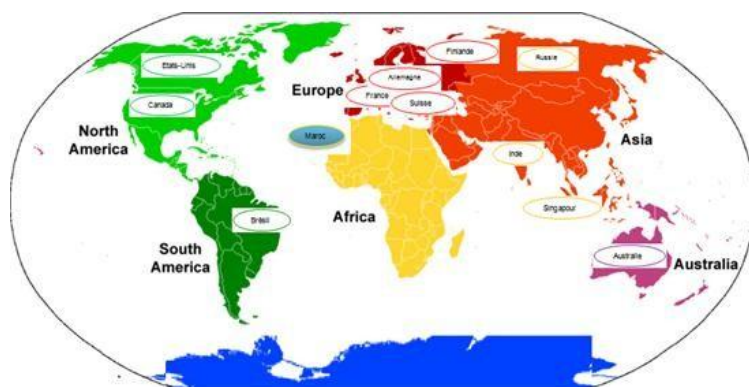 Finlande
Etats-Unis
Russie
Allemagne
Europe
France
Suisse
Canada
North
America
Maroc
Asia
Inde
Singapour
Africa
Brésil
South
America
Australie
Australia